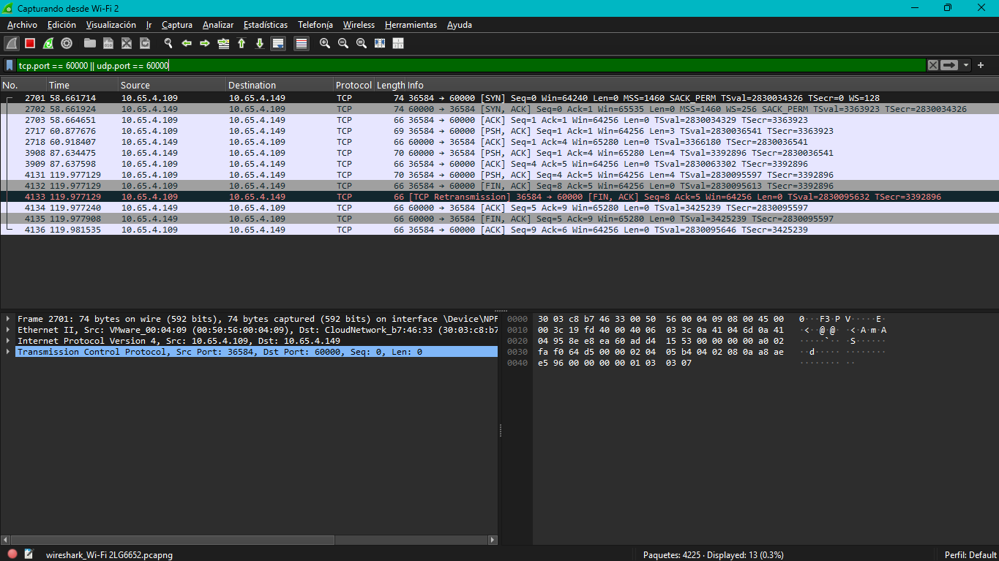 Capturando desde Wi-Fi 2
Archivo Edición Visualización Ir Captura Analizar Estadísticas Telefonía Wireless Herramientas Ayuda
tcp.port == 60000 || udp.port == 60000
No. Time Source Destination Protocol Length Info
2701 58.661714 10.65.4.109 10.65.4.149 TCP 74 36584 → 60000 [SYN] Seq=0 Win=64240 Len=0 MSS=1460 SACK_PERM TSval=2830034326 TSecr=0 WS=128
2702 58.661924 10.65.4.149 10.65.4.109 TCP 74 60000 → 36584 [SYN, ACK] Seq=0 Ack=1 Win=65535 Len=0 MSS=1460 WS=256 SACK_PERM TSval=3363923 TSecr=2830034326
2703 58.664651 10.65.4.109 10.65.4.149 TCP 66 36584 → 60000 [ACK] Seq=1 Ack=1 Win=64256 Len=0 TSval=2830034329 TSecr=3363923
2717 60.877676 10.65.4.109 10.65.4.149 TCP 69 36584 → 60000 [PSH, ACK] Seq=1 Ack=1 Win=64256 Len=3 TSval=2830036541 TSecr=3363923
2718 60.918407 10.65.4.149 10.65.4.109 TCP 66 60000 → 36584 [ACK] Seq=1 Ack=4 Win=65280 Len=0 TSval=3366180 TSecr=2830036541
3908 87.634475 10.65.4.149 10.65.4.109 TCP 70 60000 → 36584 [PSH, ACK] Seq=1 Ack=4 Win=65280 Len=4 TSval=3392896 TSecr=2830036541
3909 87.637598 10.65.4.109 10.65.4.149 TCP 66 36584 → 60000 [ACK] Seq=4 Ack=5 Win=64256 Len=0 TSval=2830063302 TSecr=3392896
4131 119.977129 10.65.4.109 10.65.4.149 TCP 70 36584 → 60000 [PSH, ACK] Seq=4 Ack=5 Win=64256 Len=4 TSval=2830095597 TSecr=3392896
4132 119.977129 10.65.4.109 10.65.4.149 TCP 66 36584 → 60000 [FIN, ACK] Seq=8 Ack=5 Win=64256 Len=0 TSval=2830095613 TSecr=3392896
4133 119.977129 10.65.4.109 10.65.4.149 TCP 66 [TCP Retransmission] 36584 → 60000 [FIN, ACK] Seq=8 Ack=5 Win=64256 Len=0 TSval=2830095632 TSecr=3392896
4134 119.977240 10.65.4.149 10.65.4.109 TCP 66 60000 → 36584 [ACK] Seq=5 Ack=9 Win=65280 Len=0 TSval=3425239 TSecr=2830095597
4135 119.977908 10.65.4.149 10.65.4.109 TCP 66 60000 → 36584 [FIN, ACK] Seq=5 Ack=9 Win=65280 Len=0 TSval=3425239 TSecr=2830095597
4136 119.981535 10.65.4.109 10.65.4.149 TCP 66 36584 → 60000 [ACK] Seq=9 Ack=6 Win=64256 Len=0 TSval=2830095646 TSecr=3425239
Frame 2701: 74 bytes on wire (592 bits), 74 bytes captured (592 bits) on interface \Device\NPF
Ethernet II, Src: VMware_00:04:09 (00:50:56:00:04:09), Dst: CloudNetwork_b7:46:33 (30:03:c8:b7
Internet Protocol Version 4, Src: 10.65.4.109, Dst: 10.65.4.149
Transmission Control Protocol, Src Port: 36584, Dst Port: 60000, Seq: 0, Len: 0
0000 30 03 c8 b7 46 33 00 50 56 00 04 09 08 00 45 00 0···F3·P V·····E·
0010 00 3c 19 fd 40 00 40 06 03 3c 0a 41 04 6d 0a 41 ·<··@·@· ·<·A·m·A
0020 04 95 8e e8 ea 60 ad d4 15 53 00 00 00 00 a0 02 ·····`·· ·S······
0030 fa f0 64 d5 00 00 02 04 05 b4 04 02 08 0a a8 ae ··d····· ········
0040 e5 96 00 00 00 00 01 03 03 07 ········ ··
wireshark_Wi-Fi 2LG6652.pcapng
Paquetes: 4225 · Displayed: 13 (0.3%)
Perfil: Default